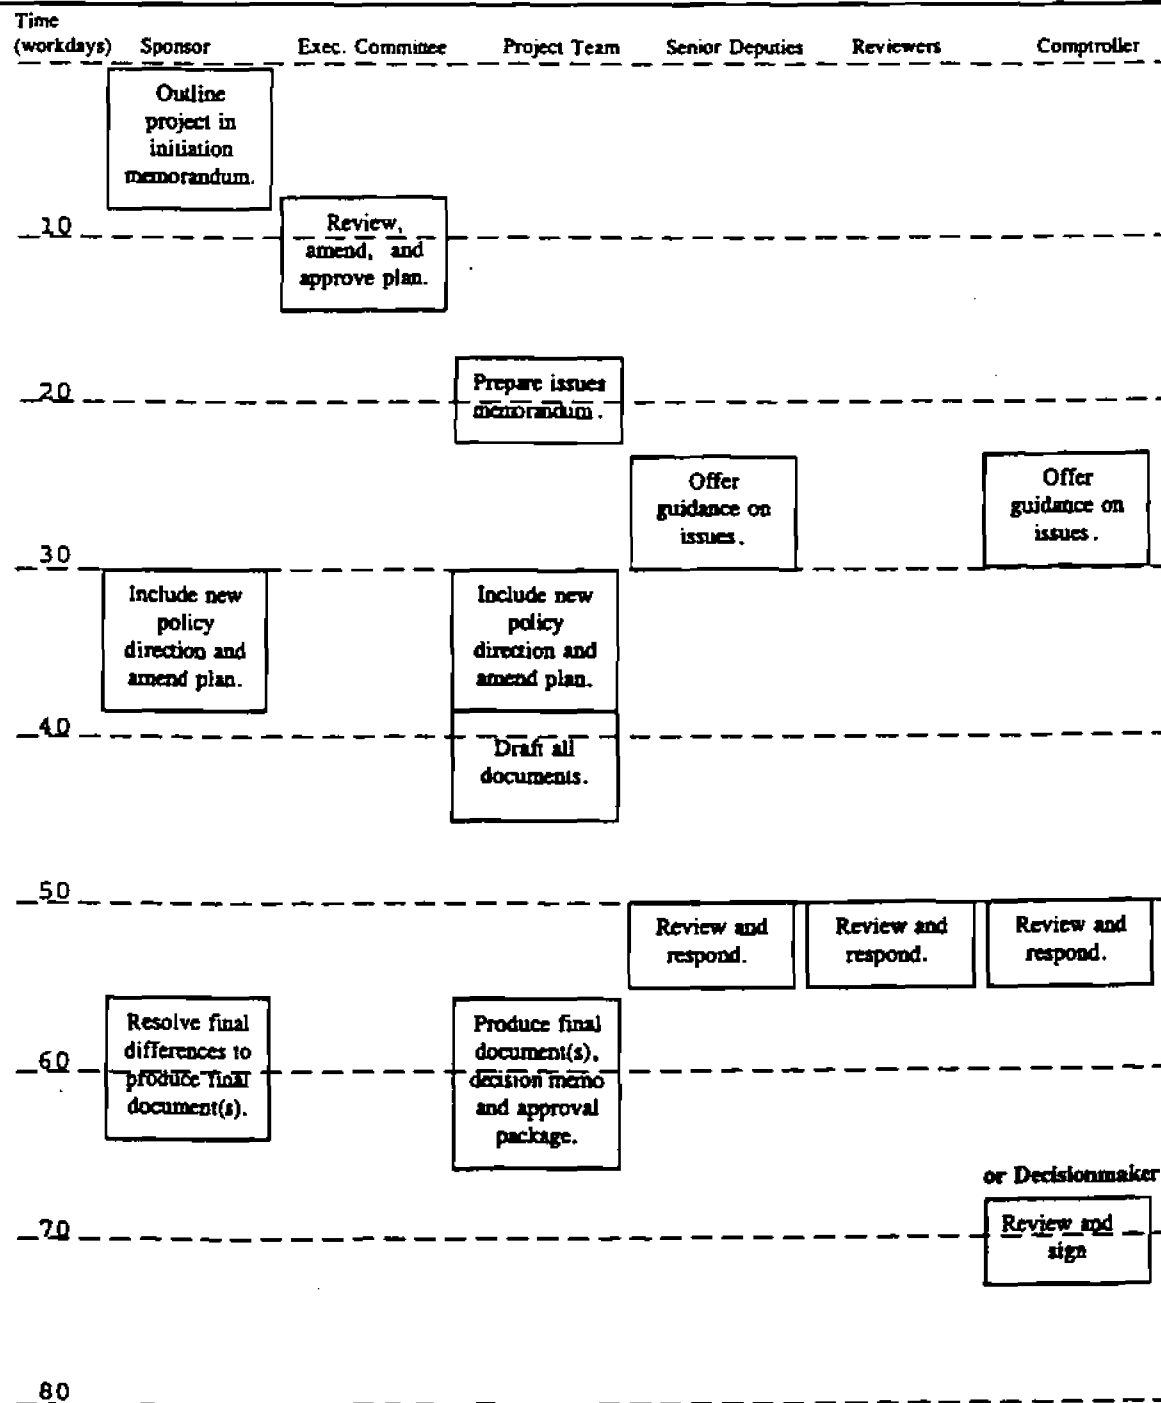 Time
(workdays) Sponsor Exec. Committee Project Team Senior Deputies Reviewers Comptroller
Outline
project in
initiation
memorandum.
10
Review,
amend, and
approve plan.
20
Prepare issues
memorandum.
Offer
guidance on
issues.
Offer
guidance on
issues.
30
Include new
policy
direction and
amend plan.
Include new
policy
direction and
amend plan.
40
Draft all
documents.
50
Review and
respond.
Review and
respond.
Review and
respond.
Resolve final
differences to
produce final
document(s).
Produce final
document(s),
decision memo
and approval
package.
60
or Decisionmaker
70
Review and
sign
80